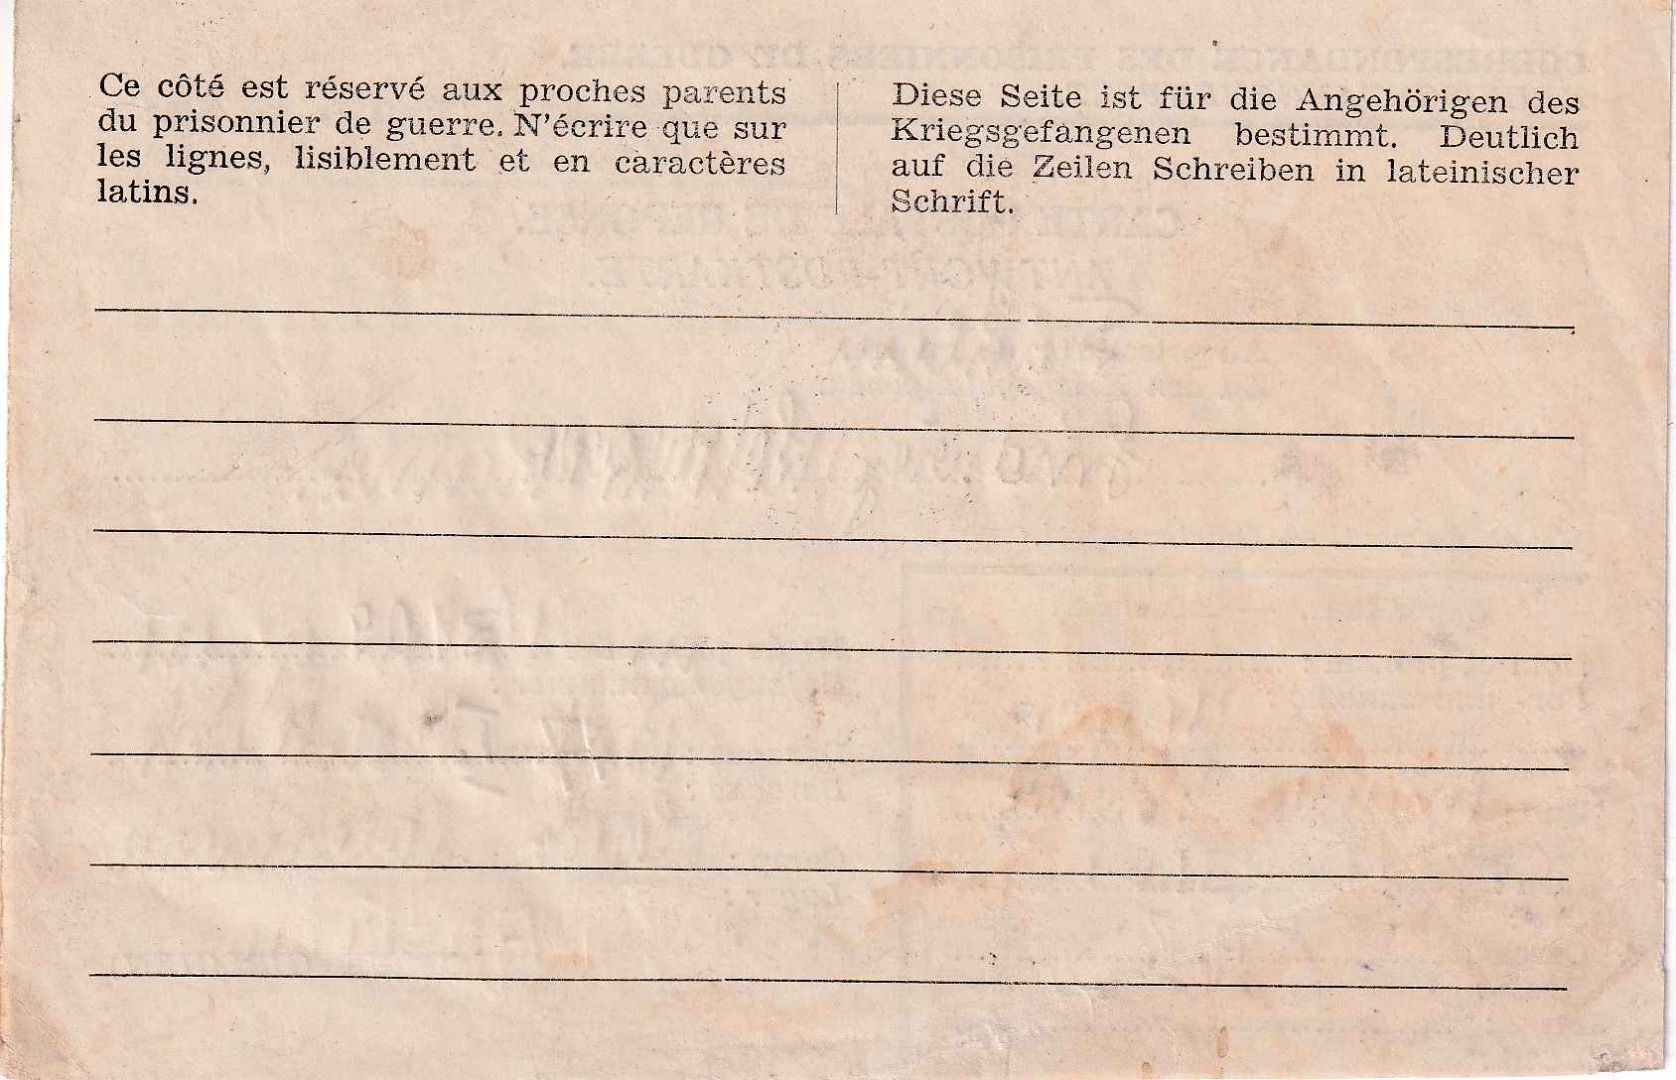 Ce côté est réservé aux proches parents
du prisonnier de guerre. N'écrire que sur
les lignes, lisiblement et en caractères
latins.
Diese Seite ist für die Angehörigen des
Kriegsgefangenen bestimmt. Deutlich
auf die Zeilen Schreiben in lateinischer
Schrift.